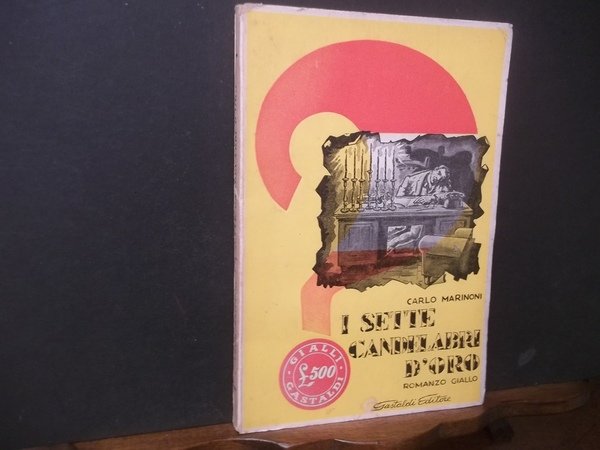 CARLO MARINONI
I SETTE
CANDELABRI
D'ORO
ROMANZO GIALLO
GIALLI
£500
GASTALDI
Gastaldi Editore